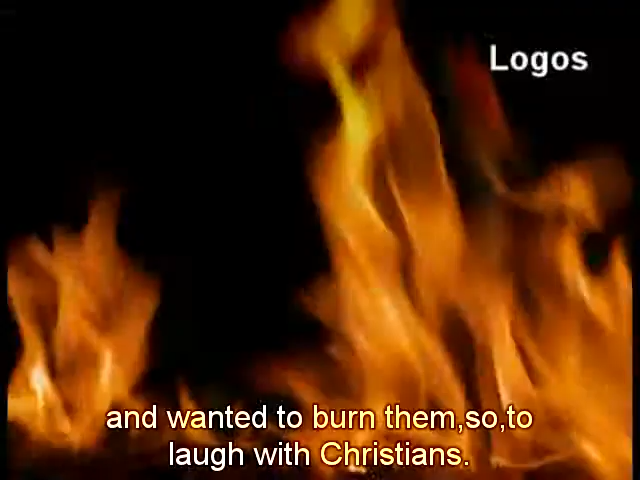 Logos
and wanted to burn them,so,to
laugh with Christians.